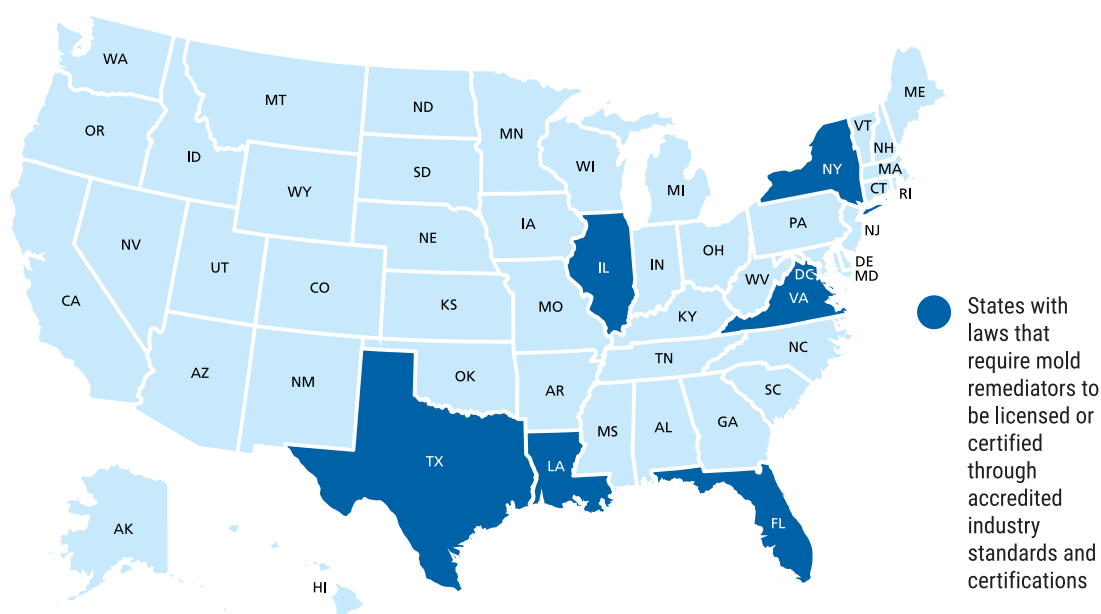 WA
MT
ND
MN
ME
OR
ID
SD
WI
MI
VT
NH
NY
MA
CT
RI
WY
IA
NE
PA
NJ
NV
UT
CO
IL
IN
OH
DE
MD
WV
DC
VA
CA
KS
MO
KY
AZ
NM
OK
AR
TN
NC
SC
MS
AL
GA
TX
LA
FL
AK
HI
States with
laws that
require mold
remediators to
be licensed or
certified
through
accredited
industry
standards and
certifications